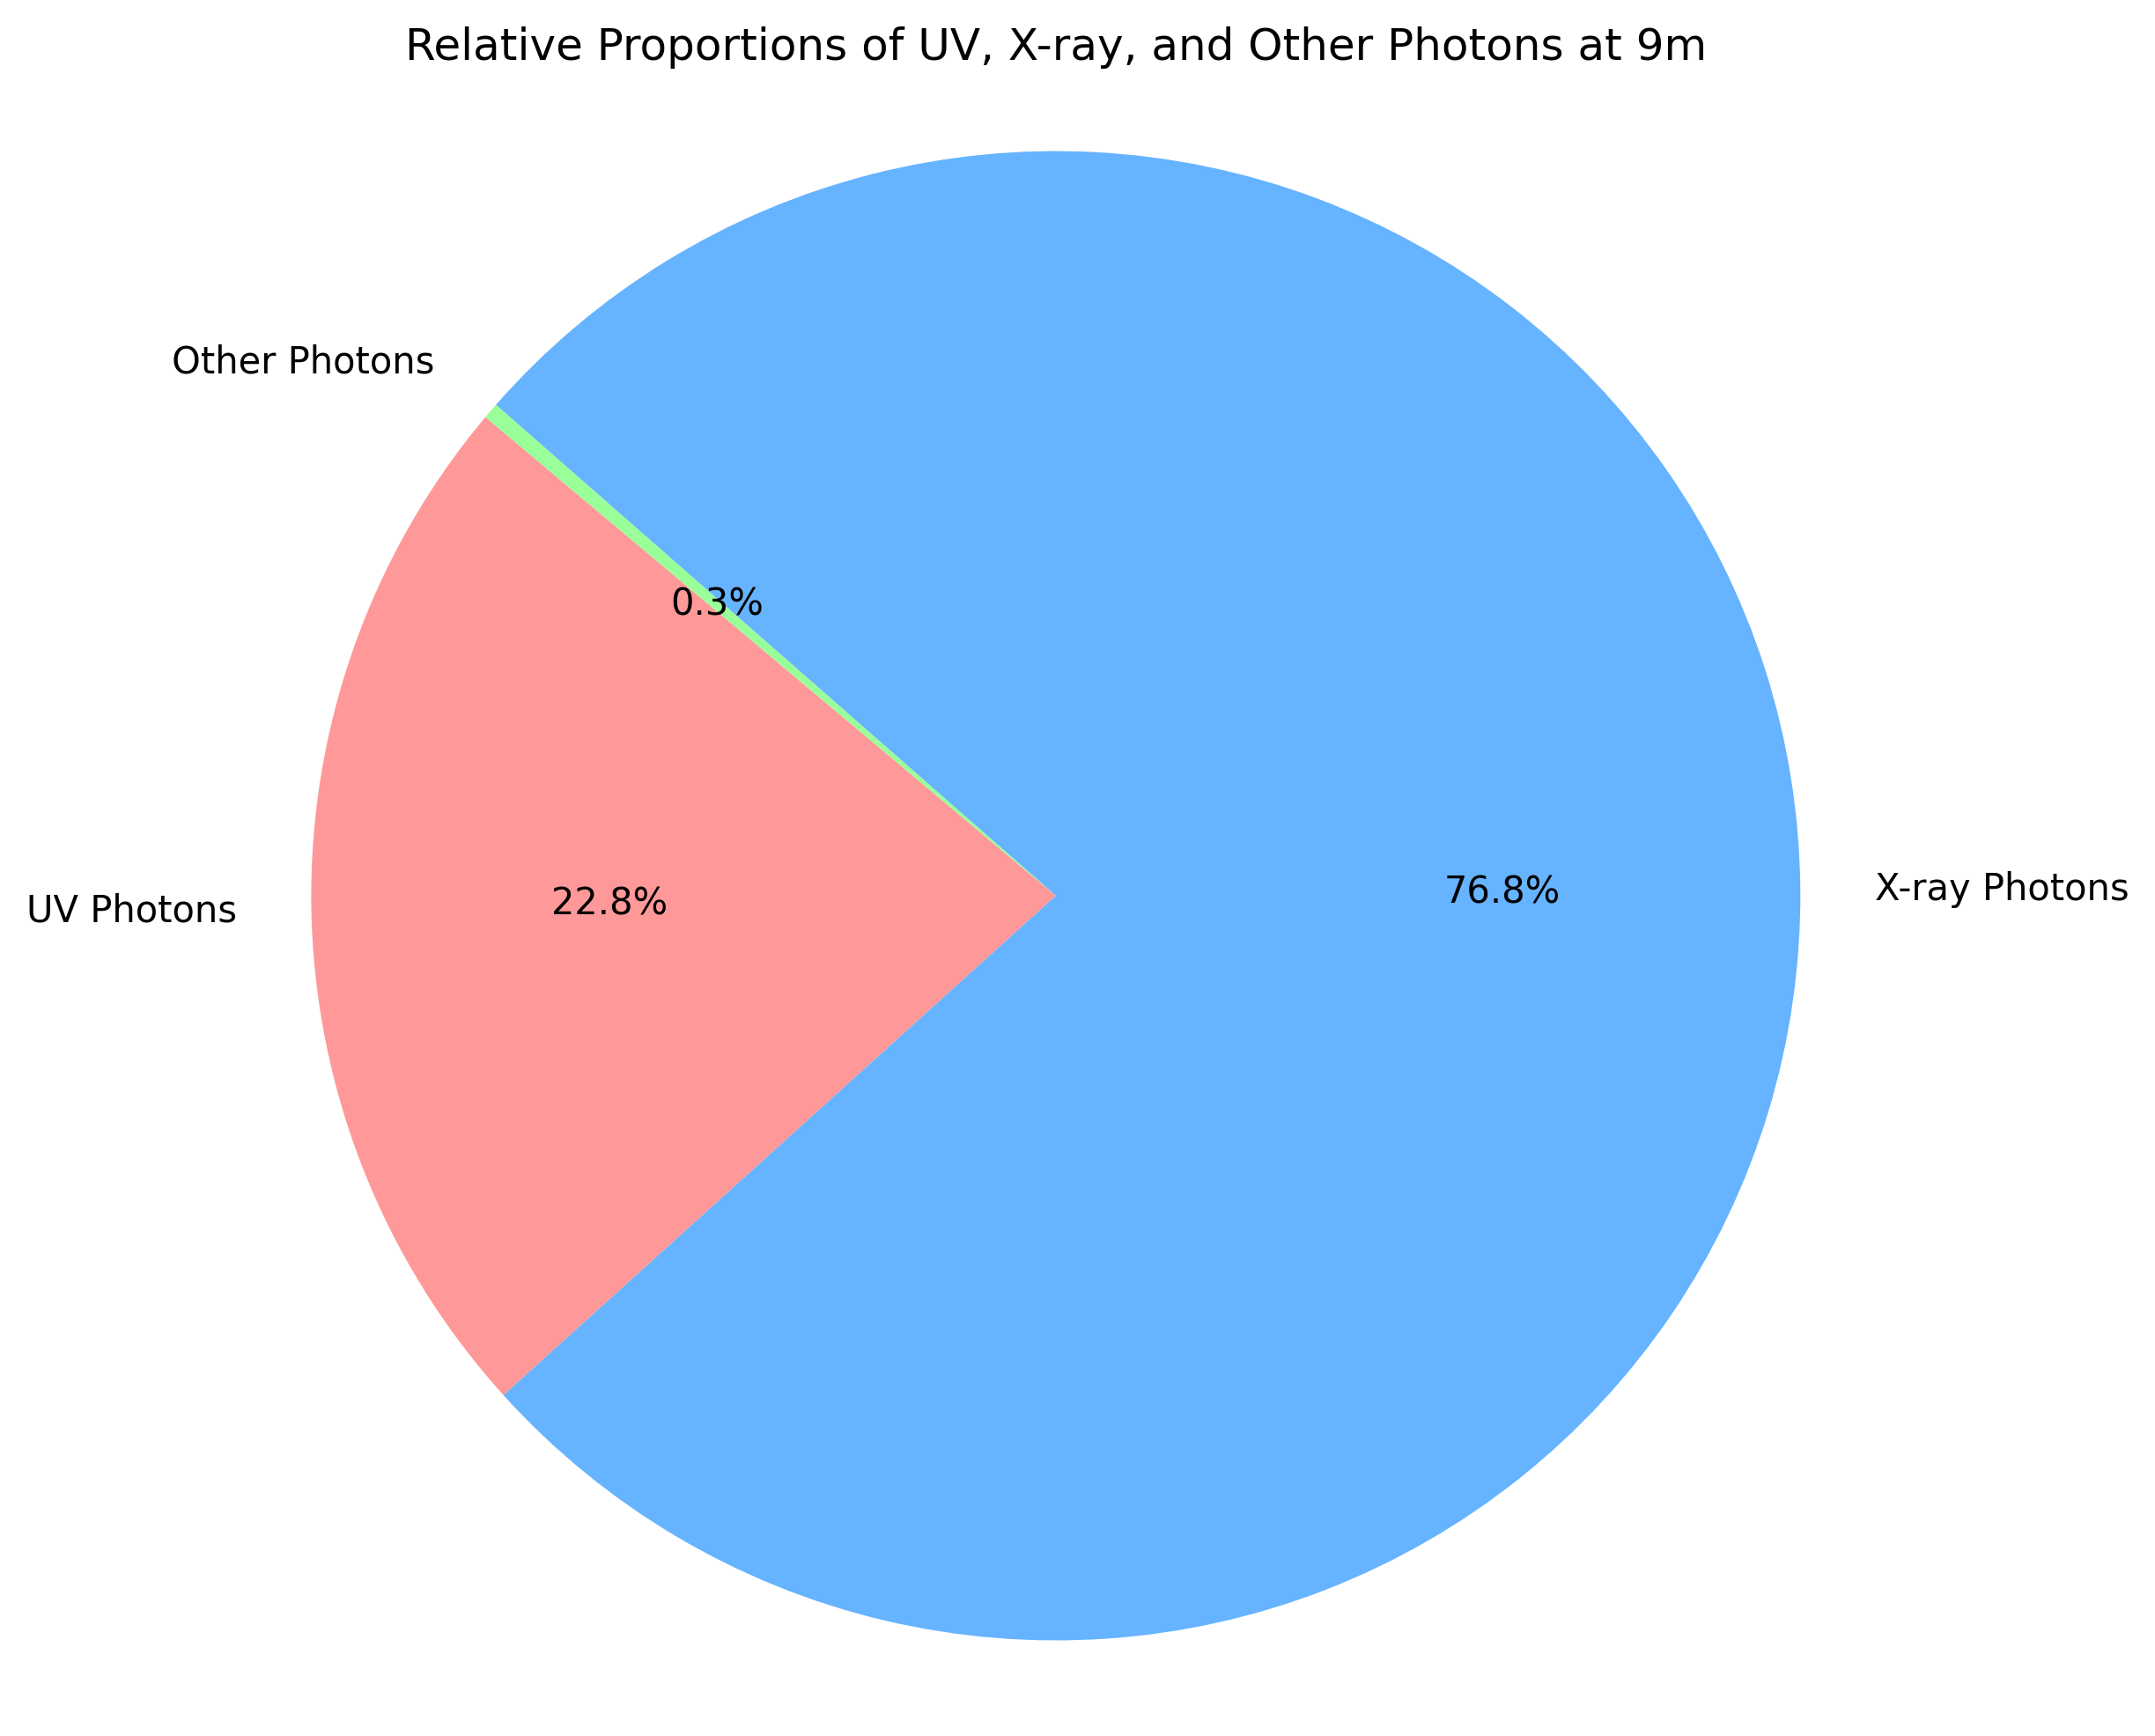 Relative Proportions of UV, X-ray, and Other Photons at 9m
Other Photons
0.3%
UV Photons
22.8%
76.8%
X-ray Photons